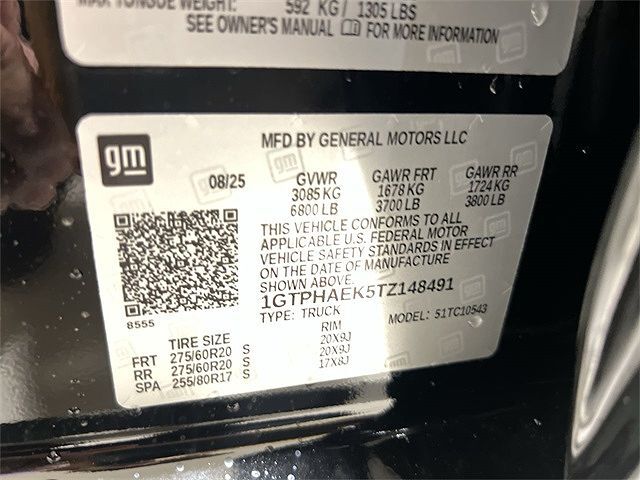 MAX TONGUE WEIGHT: 592 KG / 1305 LBS
SEE OWNER'S MANUAL FOR MORE INFORMATION
gm
MFD BY GENERAL MOTORS LLC
08/25 GVWR GAWR FRT GAWR RR
3085 KG 1678 KG 1724 KG
6800 LB 3700 LB 3800 LB
THIS VEHICLE CONFORMS TO ALL
APPLICABLE U.S. FEDERAL MOTOR
VEHICLE SAFETY STANDARDS IN EFFECT
ON THE DATE OF MANUFACTURE
SHOWN ABOVE.
1GTPHAEK5TZ148491
8555
TYPE: TRUCK MODEL: 51TC10543
TIRE SIZE RIM
FRT 275/60R20 S 20X9J
RR 275/60R20 S 20X9J
SPA 255/80R17 S 17X8J